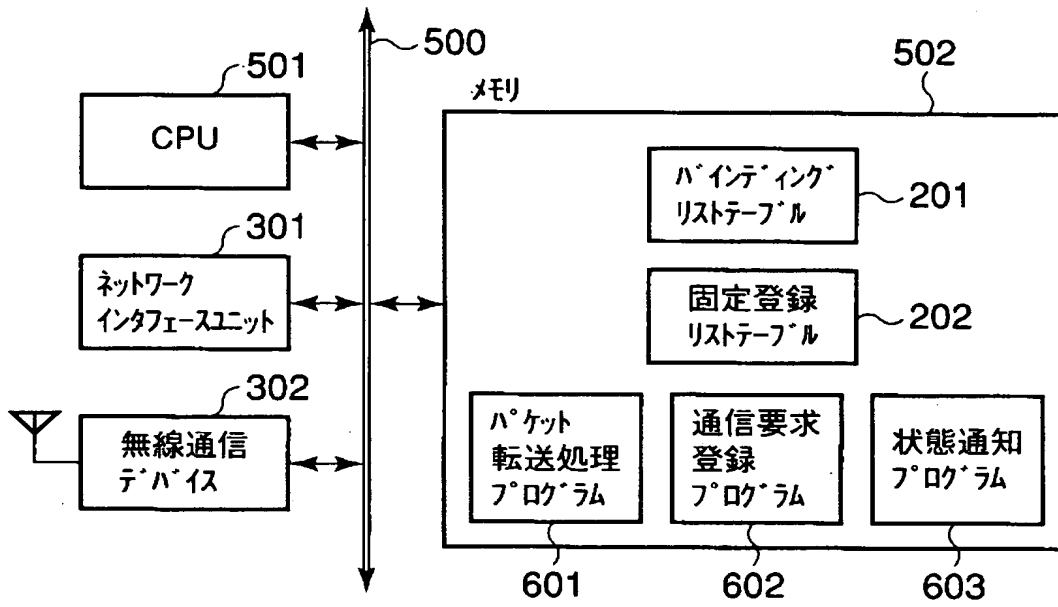 500
501
CPU
502
メモリ
バインディング
リストテーブル
201
301
ネットワーク
インタフェースユニット
固定登録
リストテーブル
202
302
無線通信
デバイス
パケット
転送処理
プログラム
通信要求
登録
プログラム
状態通知
プログラム
601
602
603